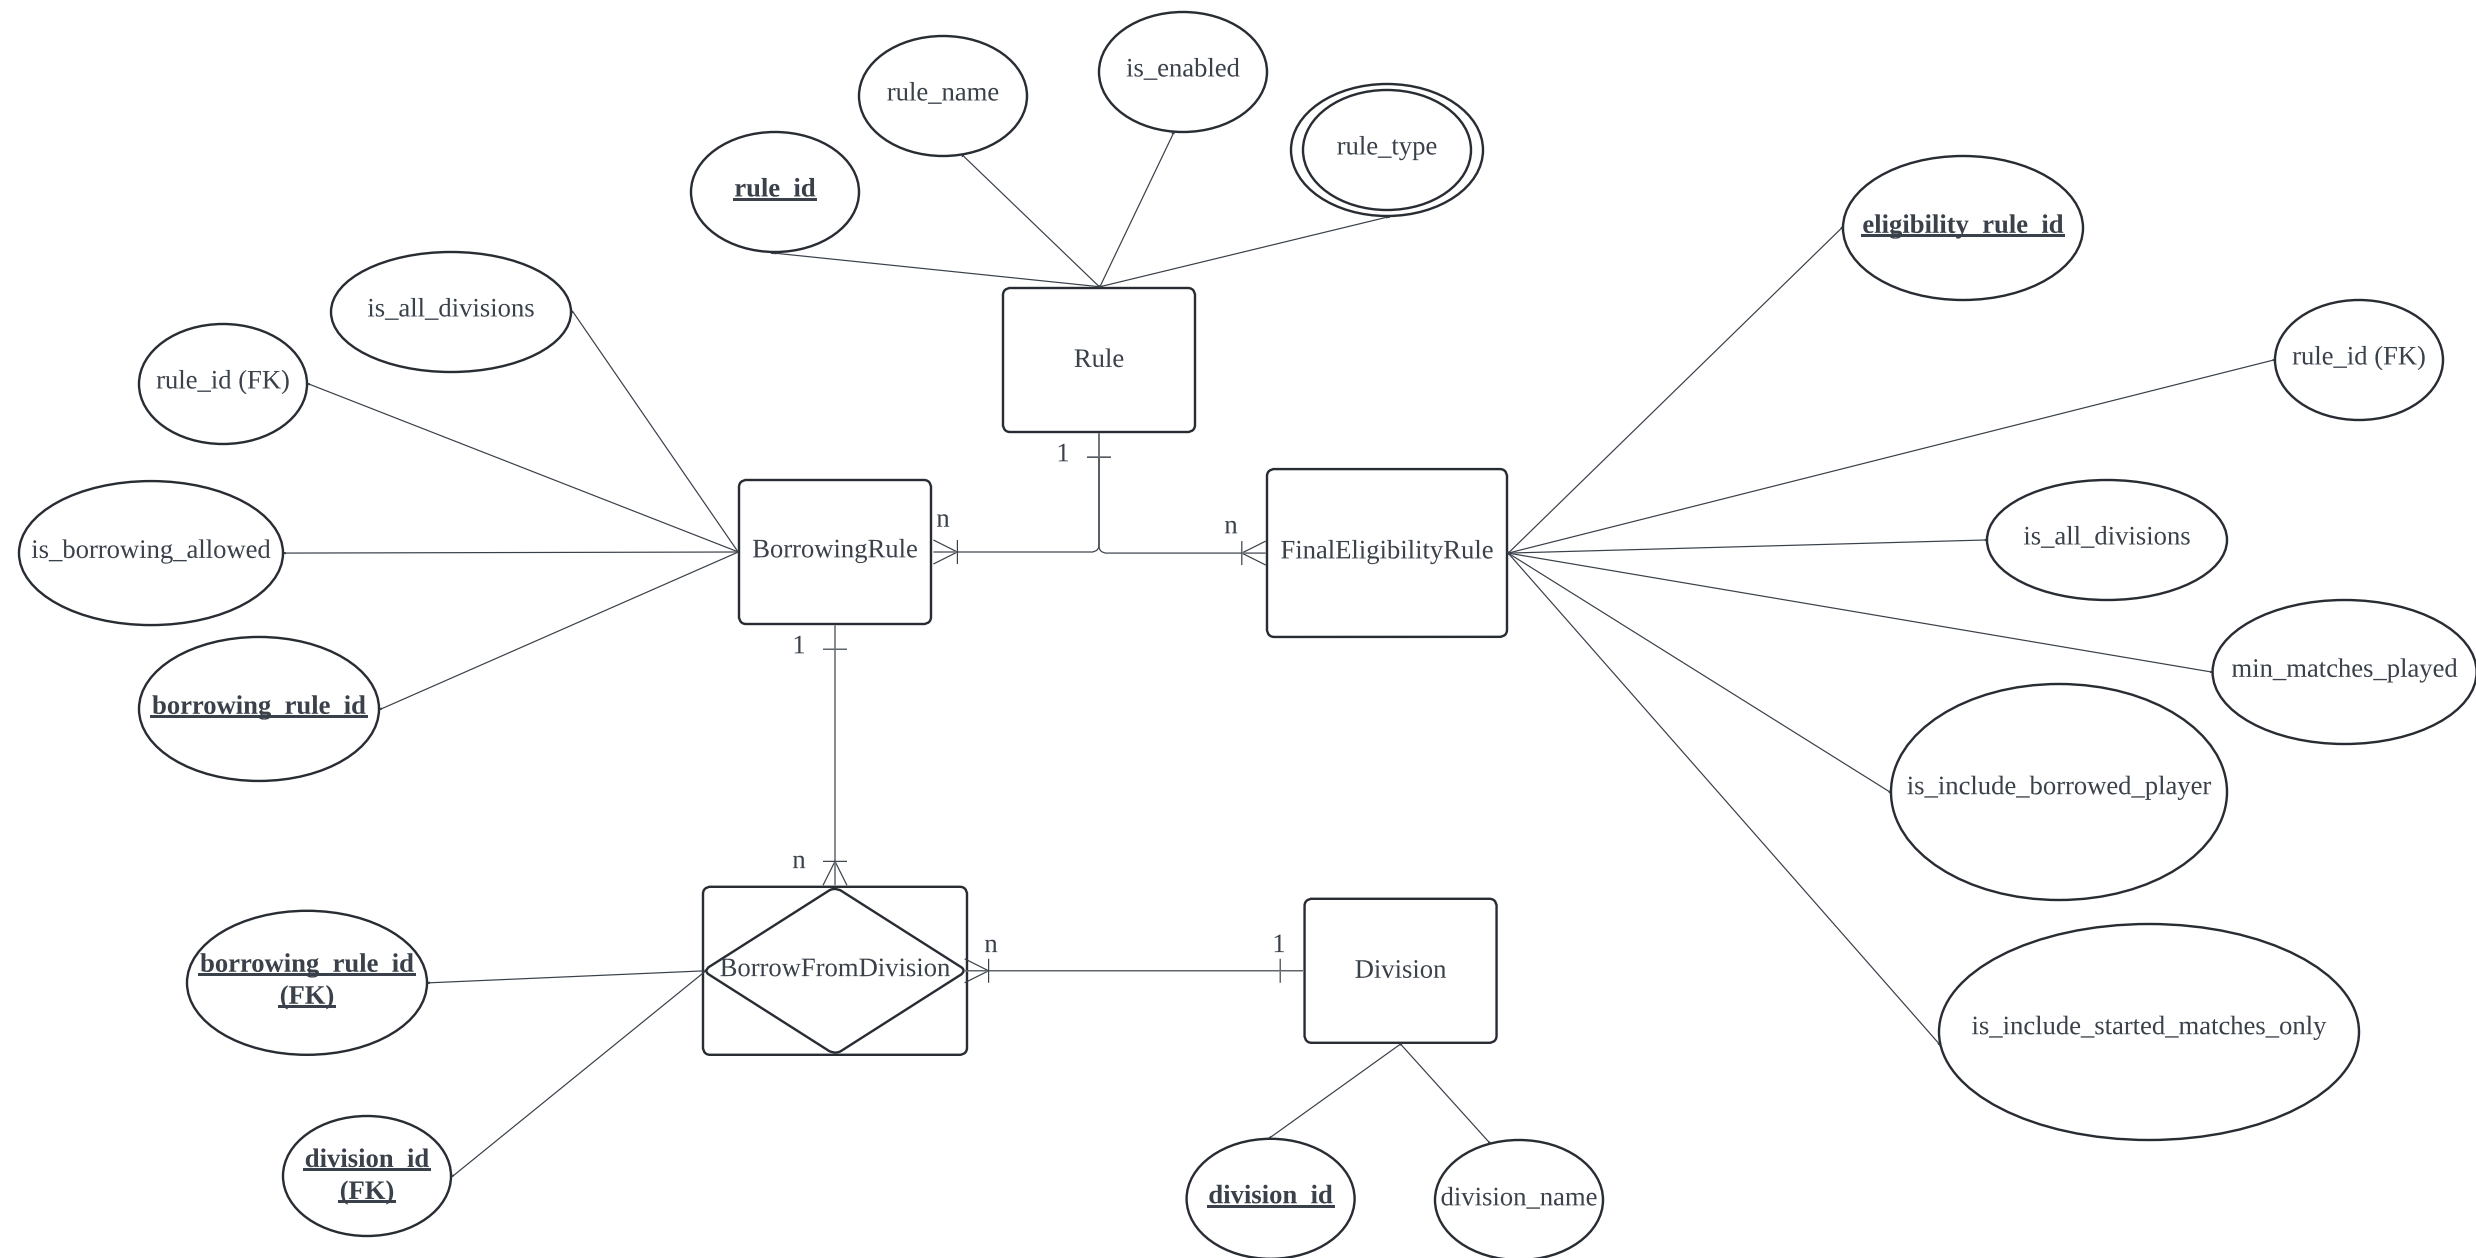 is_enabled
rule_name
rule_type
rule_id
eligibility_rule_id
is_all_divisions
rule_id (FK)
rule_id (FK)
Rule
1
is_borrowing_allowed
BorrowingRule
n
n
FinalEligibilityRule
is_all_divisions
1
min_matches_played
borrowing_rule_id
is_include_borrowed_player
n
borrowing_rule_id
(FK)
BorrowFromDivision
n
1
Division
is_include_started_matches_only
division_id
(FK)
division_id
division_name